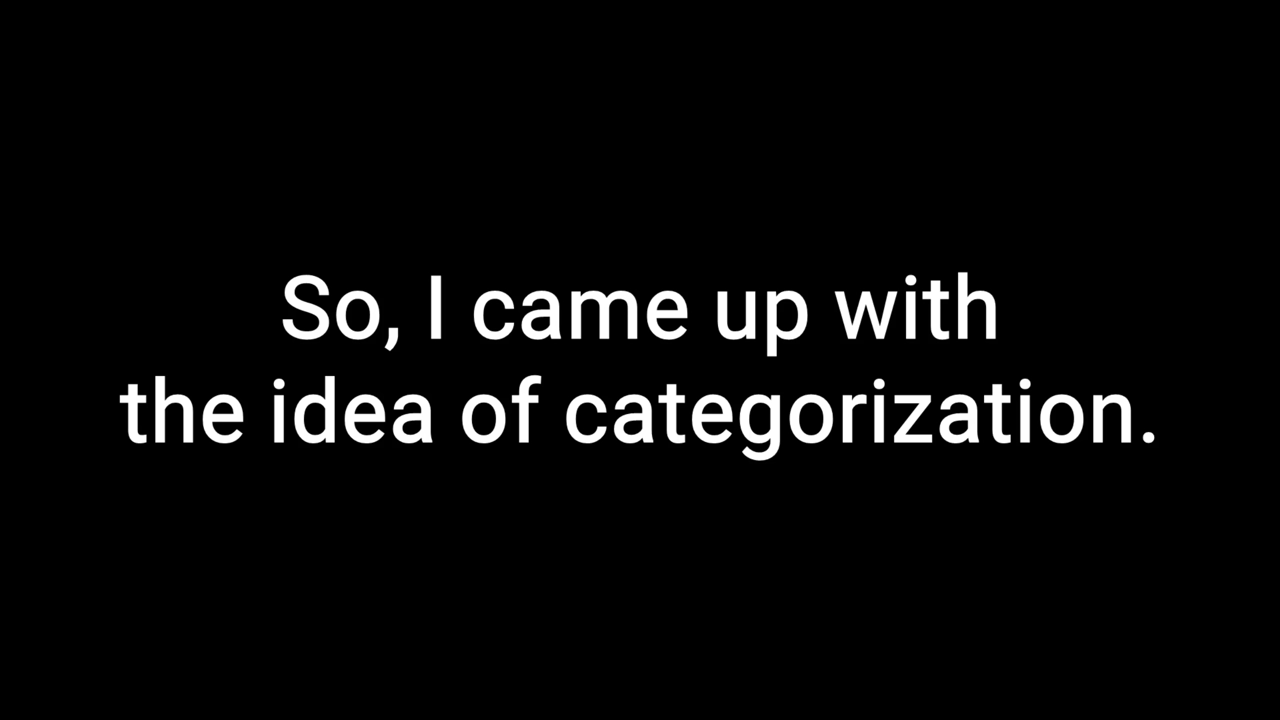 So, I came up with
the idea of categorization.